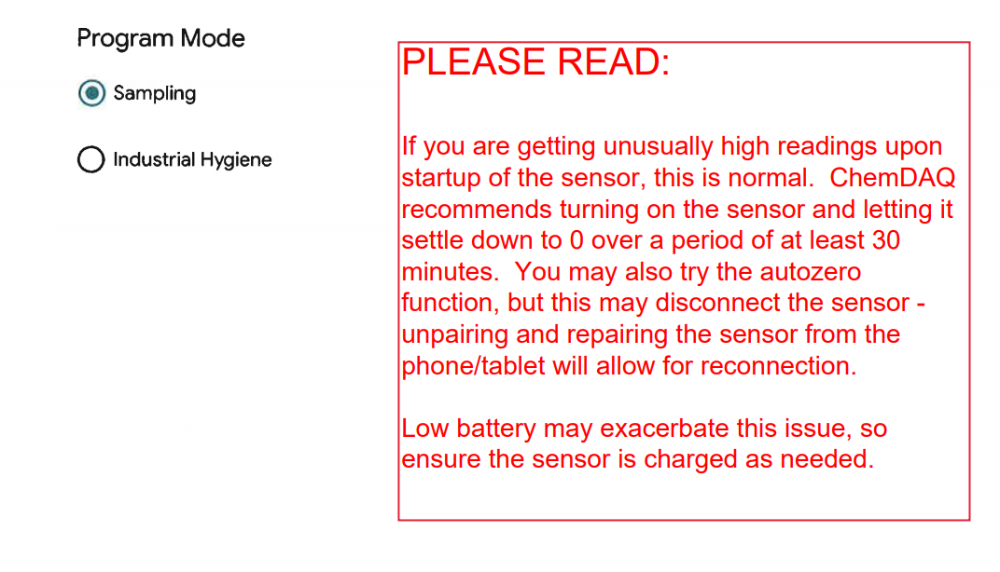 Program Mode
Sampling
Industrial Hygiene
PLEASE READ:
If you are getting unusually high readings upon
startup of the sensor, this is normal.  ChemDAQ
recommends turning on the sensor and letting it
settle down to 0 over a period of at least 30
minutes.  You may also try the autozero
function, but this may disconnect the sensor -
unpairing and repairing the sensor from the
phone/tablet will allow for reconnection.
Low battery may exacerbate this issue, so
ensure the sensor is charged as needed.